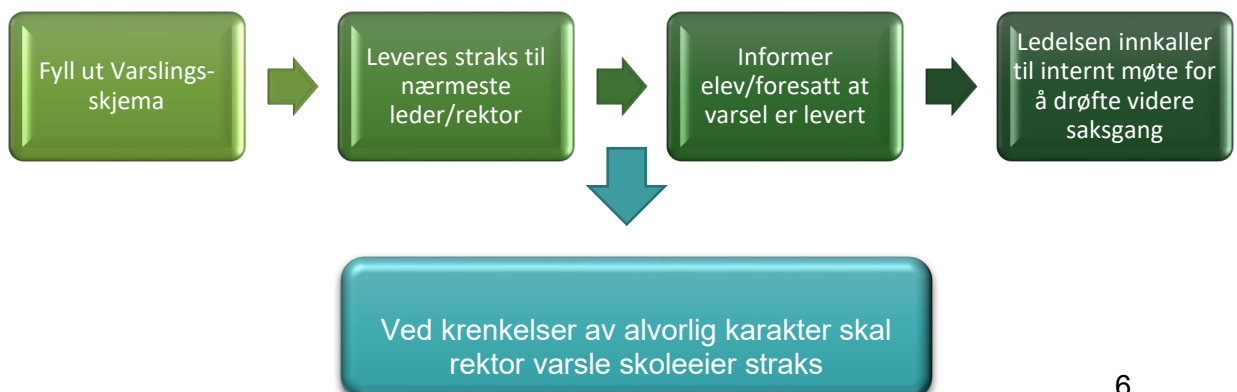 Fyll ut Varslings-
skjema
Leveres straks til
nærmeste
leder/rektor
Informer
elev/foresatt at
varsel er levert
Ledelsen innkaller
til internt møte for
å drøfte videre
saksgang
Ved krenkelser av alvorlig karakter skal
rektor varsle skoleeier straks
6